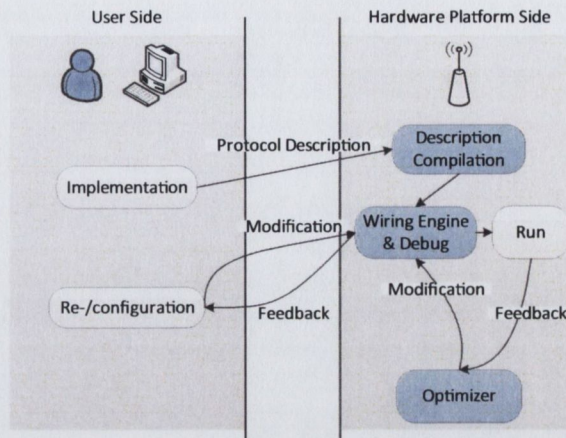 User Side
Hardware Platform Side
Protocol Description
Description
Compilation
Implementation
Modification
Wiring Engine
& Debug
Run
Modification
Re-/configuration
Feedback
Feedback
Optimizer